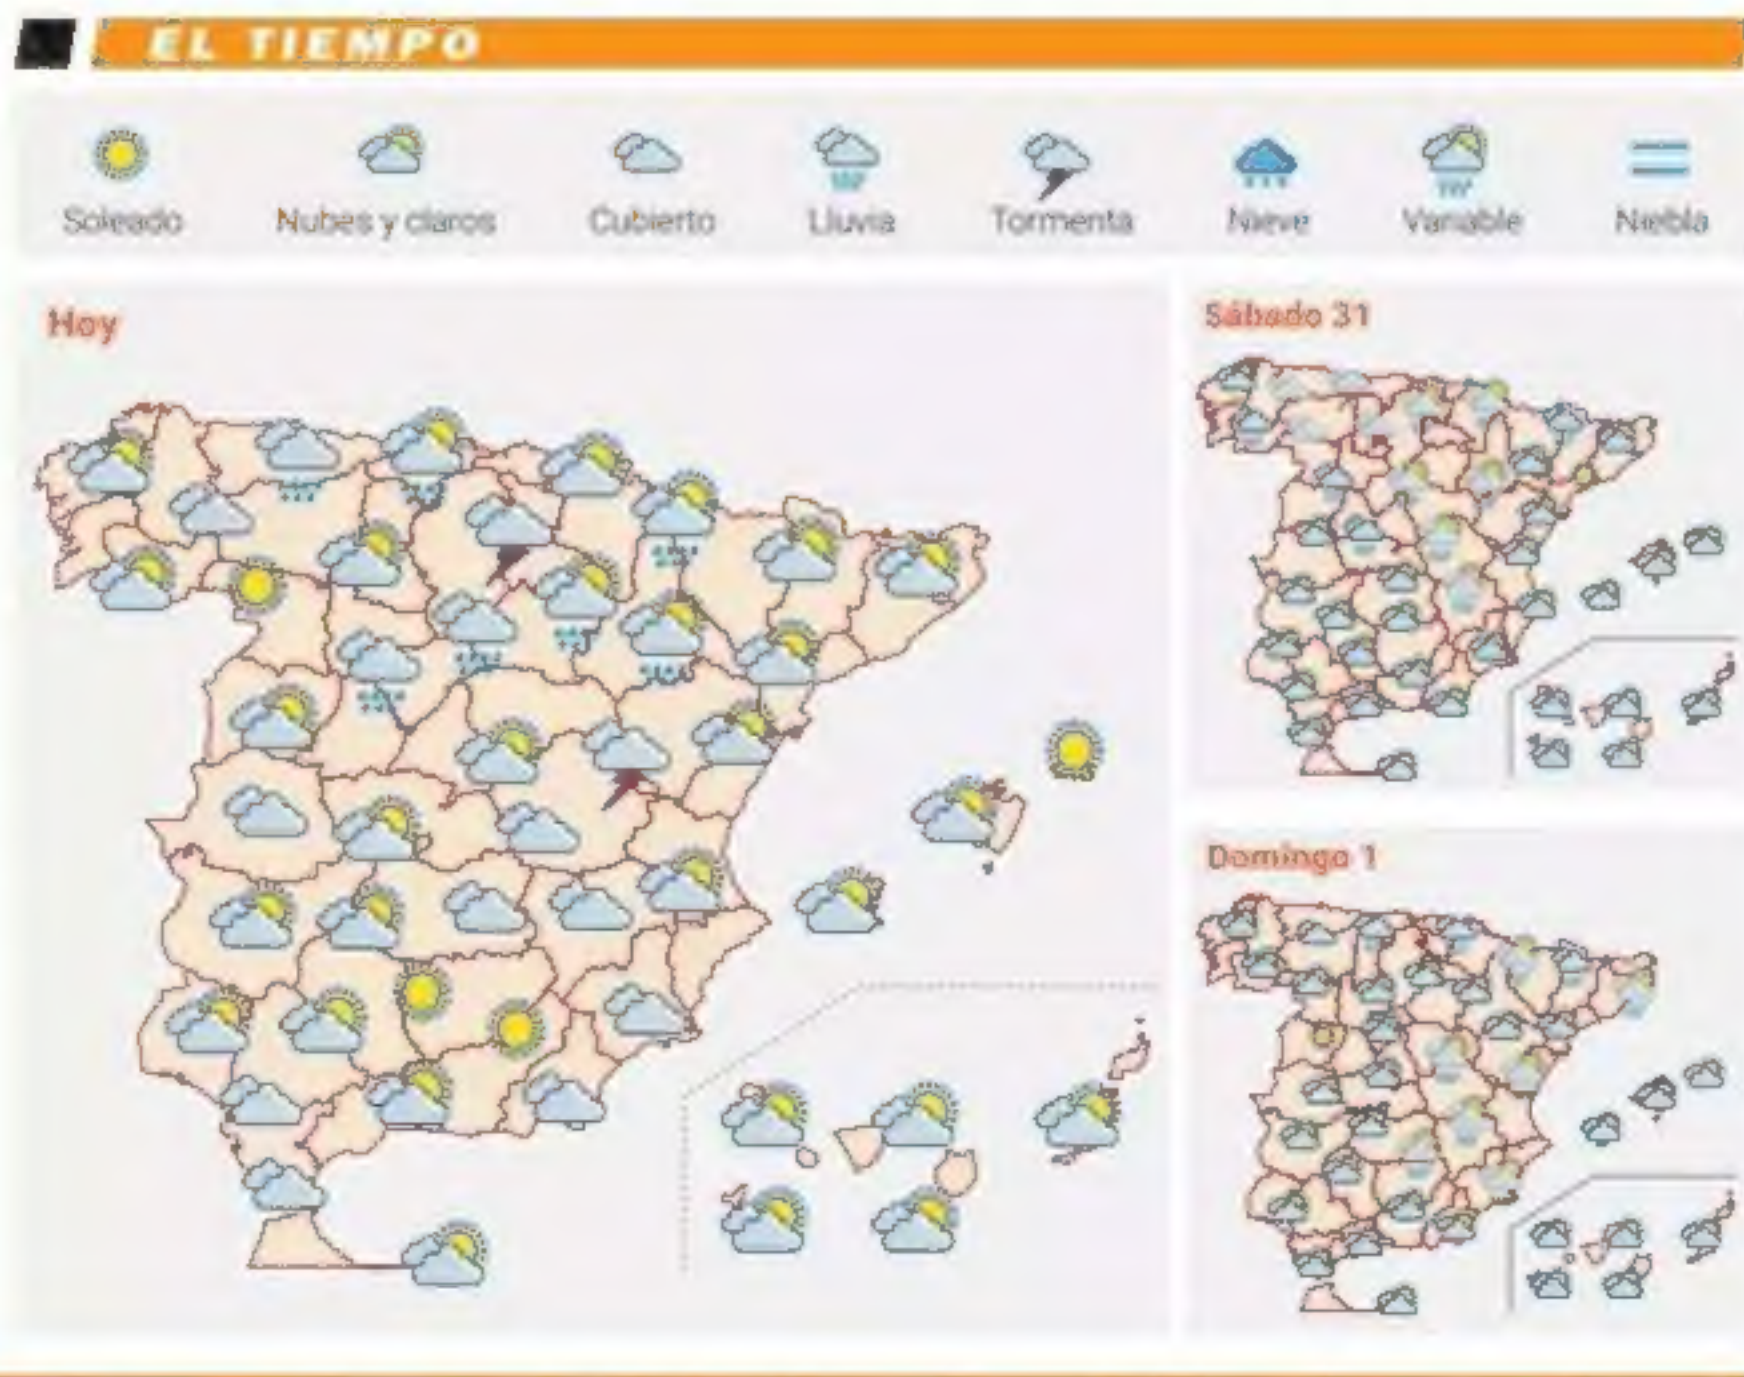 EL TIEMPO
Soleado
Nubes y claros
Cubierto
Lluvia
Tormenta
Nieve
Variable
Niebla
Hoy
Sábado 31
Domingo 1